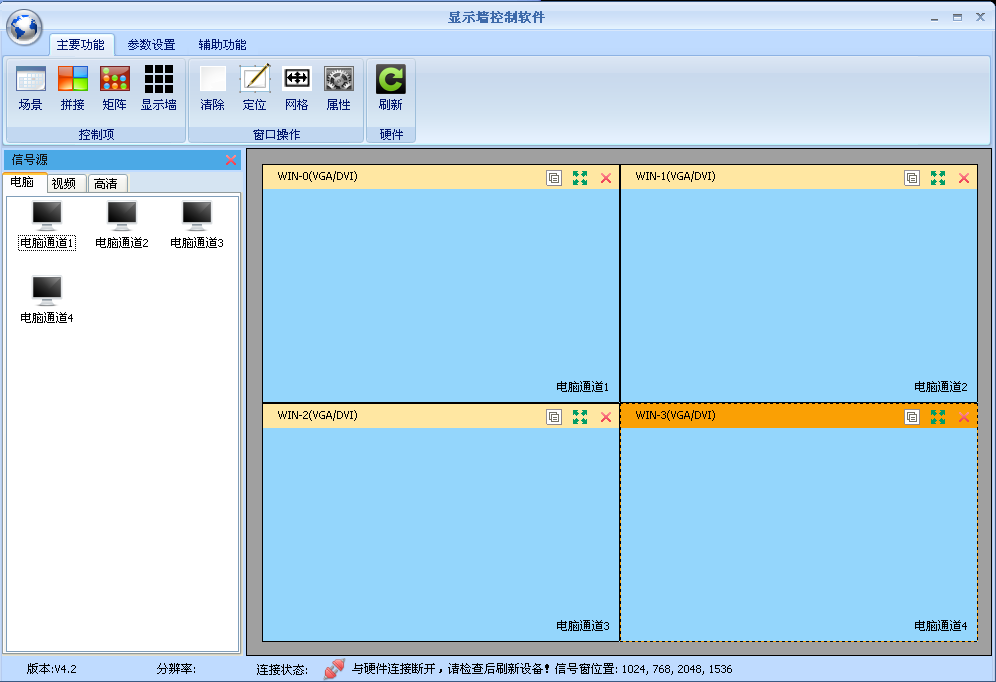 显示墙控制软件
主要功能 参数设置 辅助功能
场景 拼接 矩阵 显示墙 清除 定位 网格 属性 刷新
控制项 窗口操作 硬件
信号源
电脑 视频 高清
电脑通道1 电脑通道2 电脑通道3
电脑通道4
WIN-0(VGA/DVI)
电脑通道1
WIN-1(VGA/DVI)
电脑通道2
WIN-2(VGA/DVI)
电脑通道3
WIN-3(VGA/DVI)
电脑通道4
版本:V4.2 分辨率: 连接状态: 与硬件连接断开，请检查后刷新设备！信号窗位置: 1024, 768, 2048, 1536